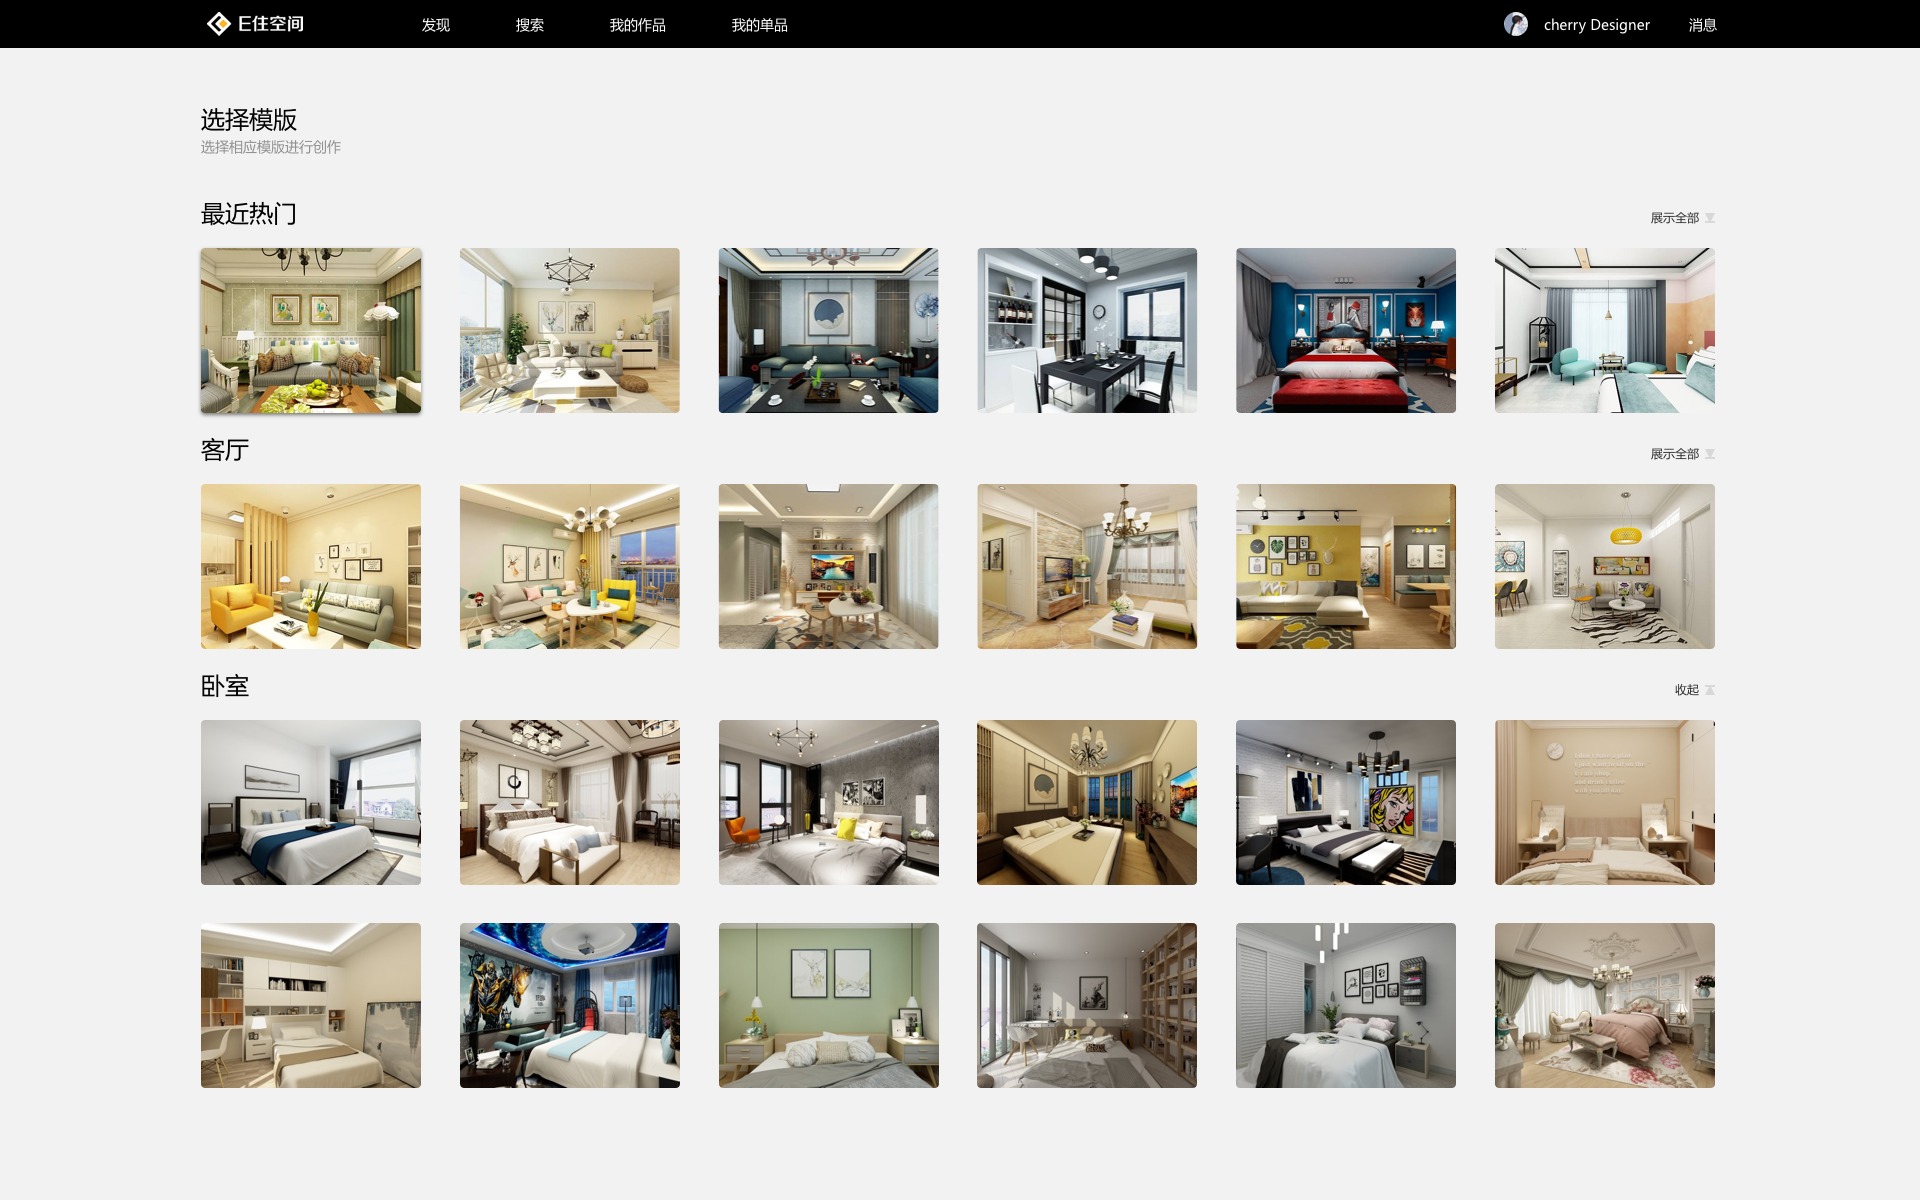 E住空间
发现
搜索
我的作品
我的单品
cherry Designer
消息
选择模版
选择相应模版进行创作
最近热门
展示全部
客厅
展示全部
卧室
收起